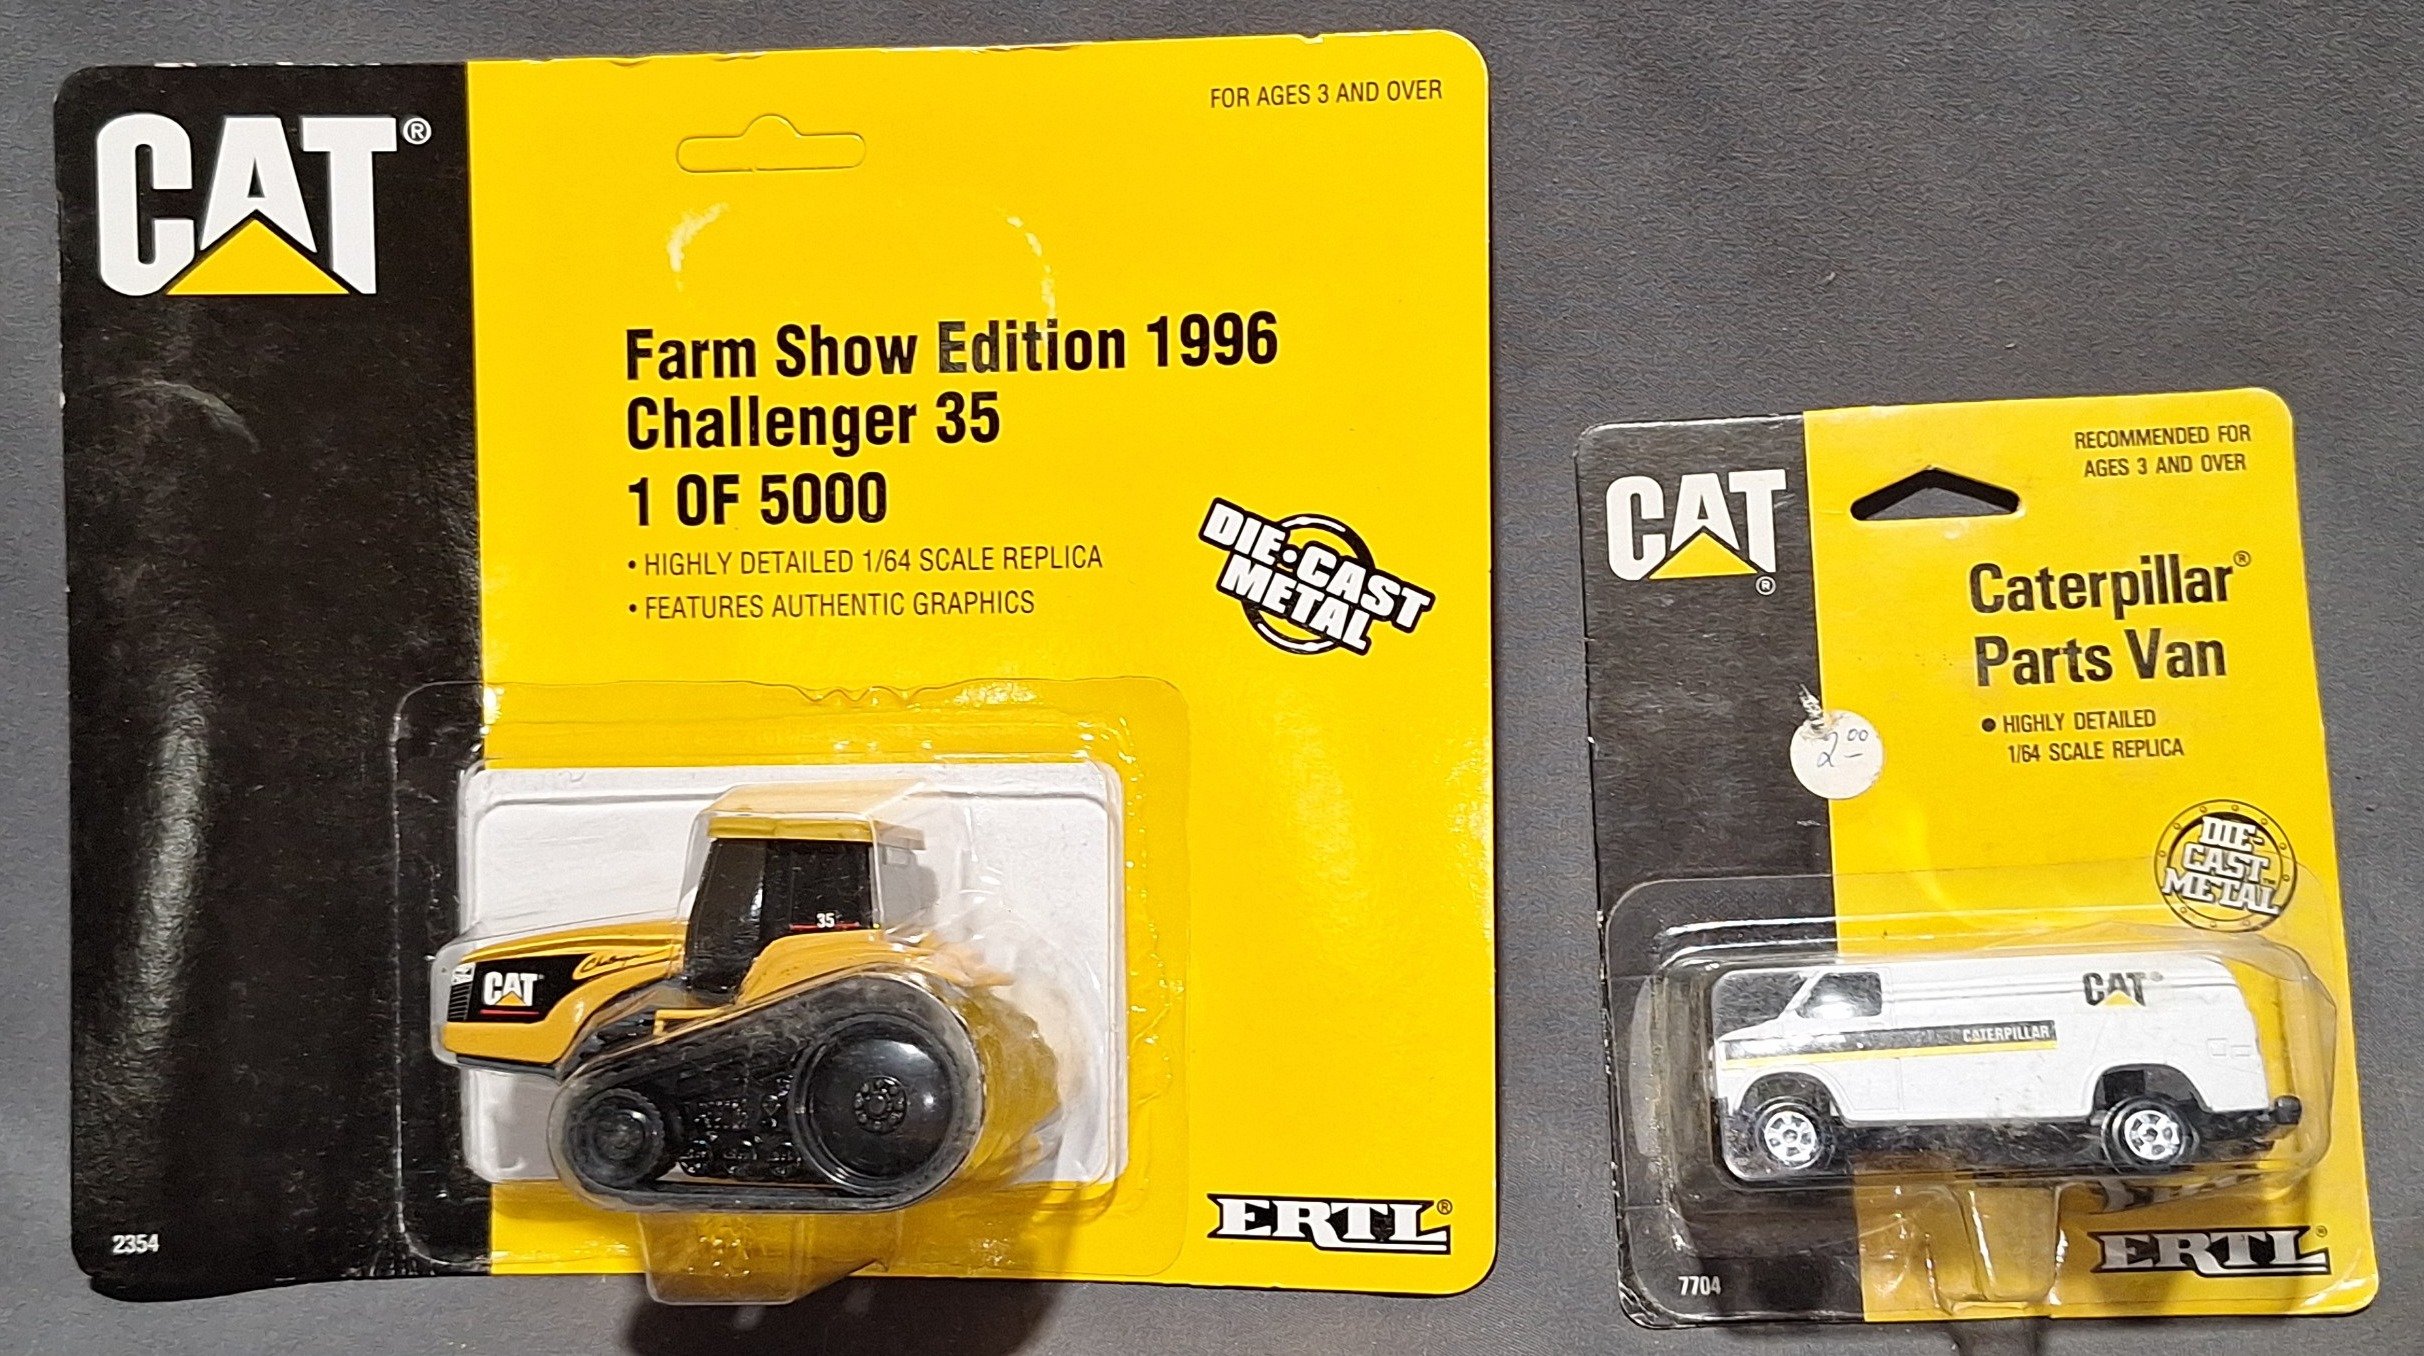 CAT®
FOR AGES 3 AND OVER
Farm Show Edition 1996
Challenger 35
1 OF 5000
• HIGHLY DETAILED 1/64 SCALE REPLICA
• FEATURES AUTHENTIC GRAPHICS
DIE•CAST
METAL
35
Challenger
CAT
ERTL®
2354
CAT®
RECOMMENDED FOR
AGES 3 AND OVER
Caterpillar®
Parts Van
● HIGHLY DETAILED
1/64 SCALE REPLICA
2.00
DIE-
CAST
METAL™
CAT®
CATERPILLAR
ERTL®
7704